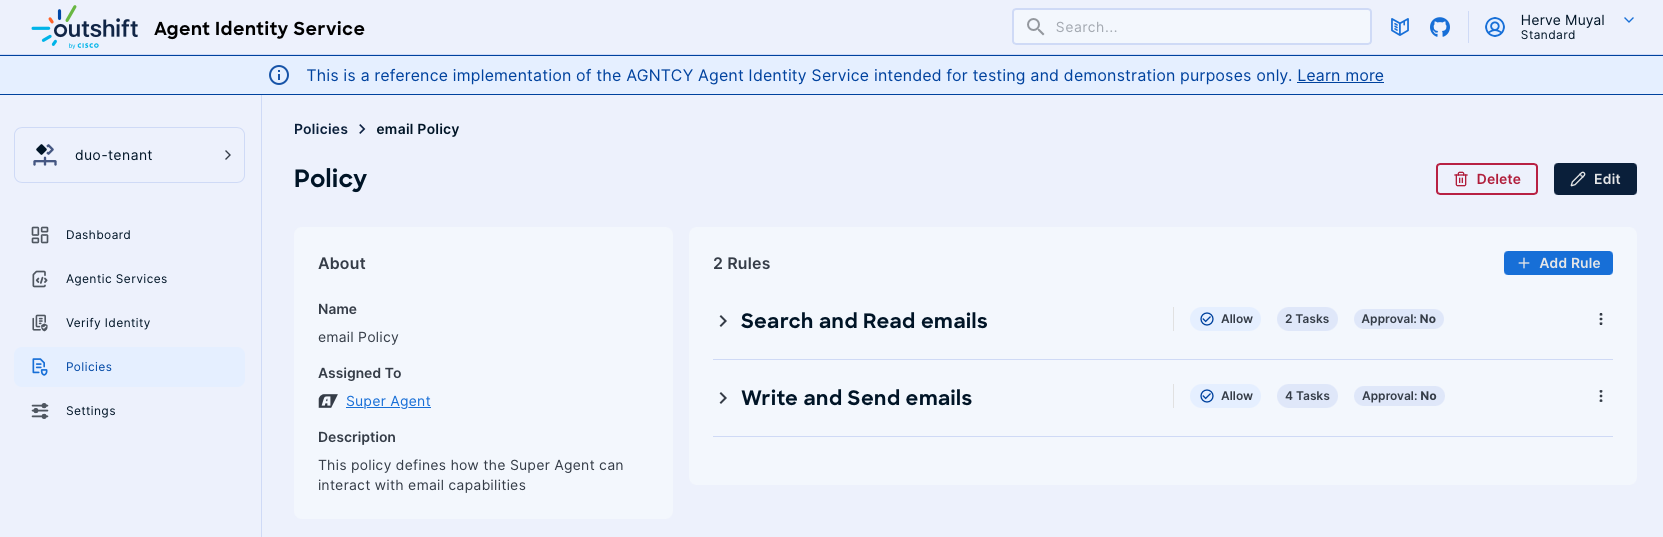 outshift
by CISCO
Agent Identity Service
Search...
Herve Muyal
Standard
This is a reference implementation of the AGNTCY Agent Identity Service intended for testing and demonstration purposes only. Learn more
duo-tenant
Dashboard
Agentic Services
Verify Identity
Policies
Settings
Policies > email Policy
Policy
Delete
Edit
About
Name
email Policy
Assigned To
Super Agent
Description
This policy defines how the Super Agent can
interact with email capabilities
2 Rules
Add Rule
Search and Read emails
Allow
2 Tasks
Approval: No
Write and Send emails
Allow
4 Tasks
Approval: No